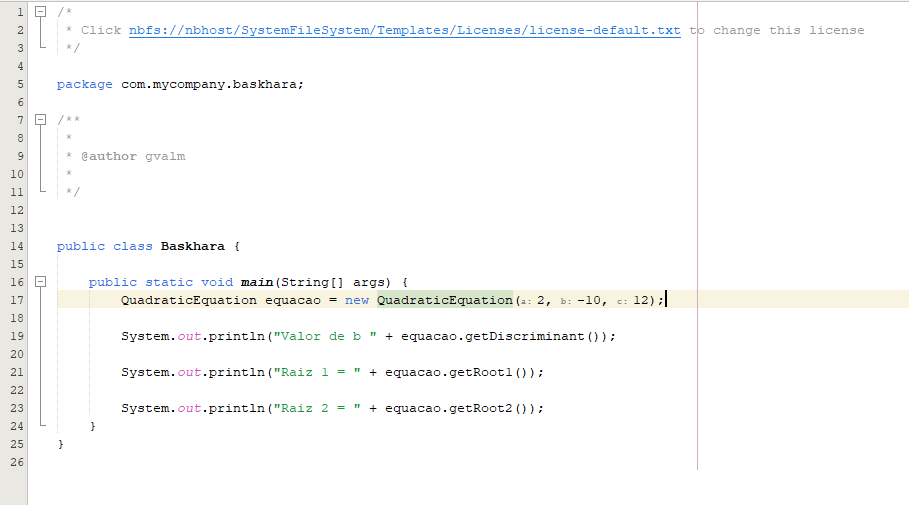 1 /*
2 * Click nbfs://nbhost/SystemFileSystem/Templates/Licenses/license-default.txt to change this license
3 */
4
5 package com.mycompany.baskhara;
6
7 /**
8 *
9 * @author gvalm
10 *
11 */
12
13
14 public class Baskhara {
15
16 public static void main(String[] args) {
17 QuadraticEquation equacao = new QuadraticEquation(a: 2, b: -10, c: 12);
18
19 System.out.println("Valor de b " + equacao.getDiscriminant());
20
21 System.out.println("Raiz 1 = " + equacao.getRoot1());
22
23 System.out.println("Raiz 2 = " + equacao.getRoot2());
24 }
25 }
26